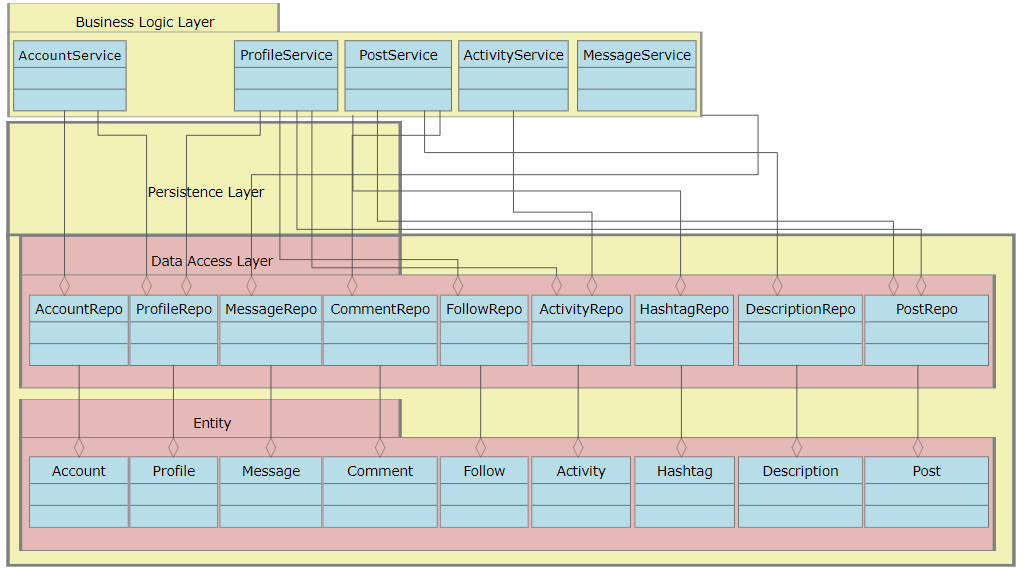 Business Logic Layer
AccountService
ProfileService
PostService
ActivityService
MessageService
Persistence Layer
Data Access Layer
AccountRepo
ProfileRepo
MessageRepo
CommentRepo
FollowRepo
ActivityRepo
HashtagRepo
DescriptionRepo
PostRepo
Entity
Account
Profile
Message
Comment
Follow
Activity
Hashtag
Description
Post